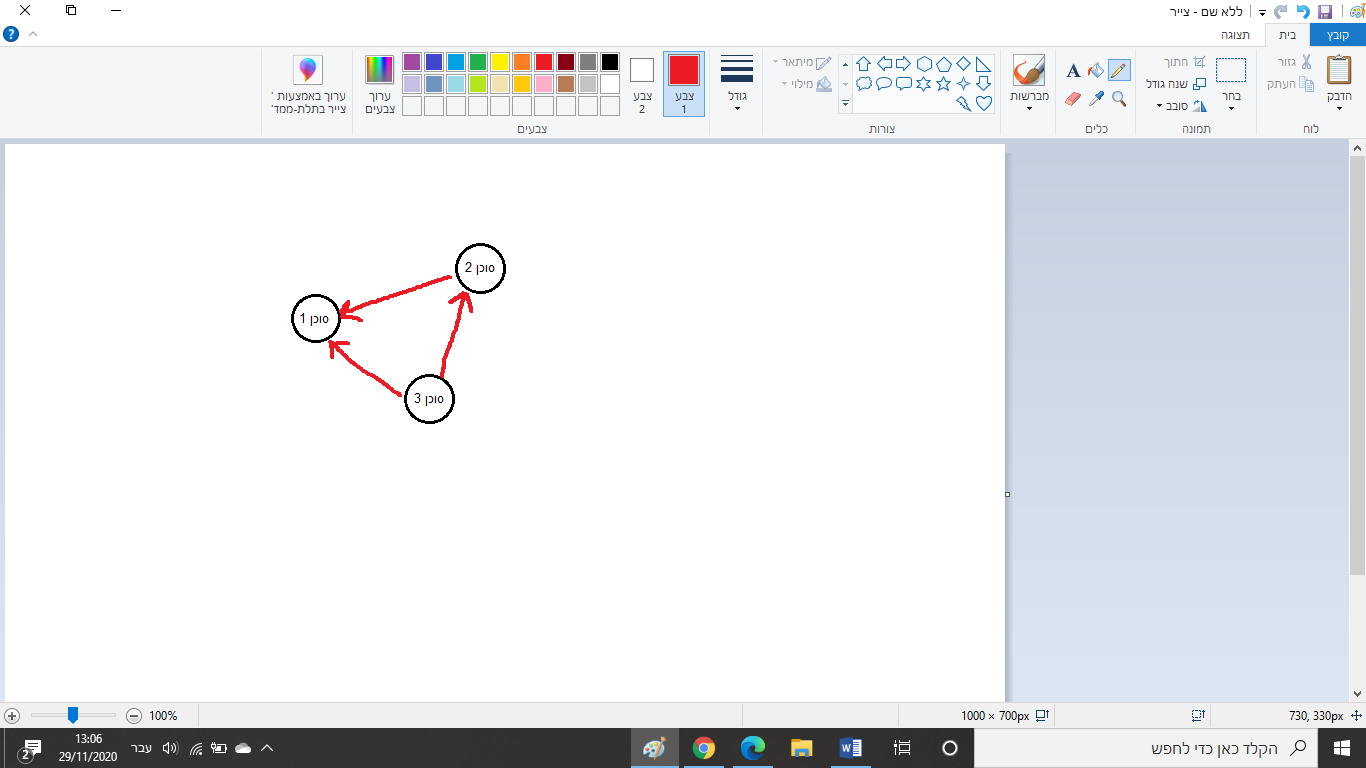 ללא שם - צייר
קובץ
בית
תצוגה
הדבק
גזור
העתק
לוח
בחר
חתוך
שנה גודל
סובב
תמונה
A
כלים
מברשות
מיתאר
מילוי
צורות
גודל
צבע
1
צבע
2
ערוך
צבעים
צבעים
ערוך באמצעות '
צייר בתלת-ממד'
סוכן 2
סוכן 1
סוכן 3
100%
1000 × 700px
730, 330px
הקלד כאן כדי לחפש
W
עבר
13:06
29/11/2020
2